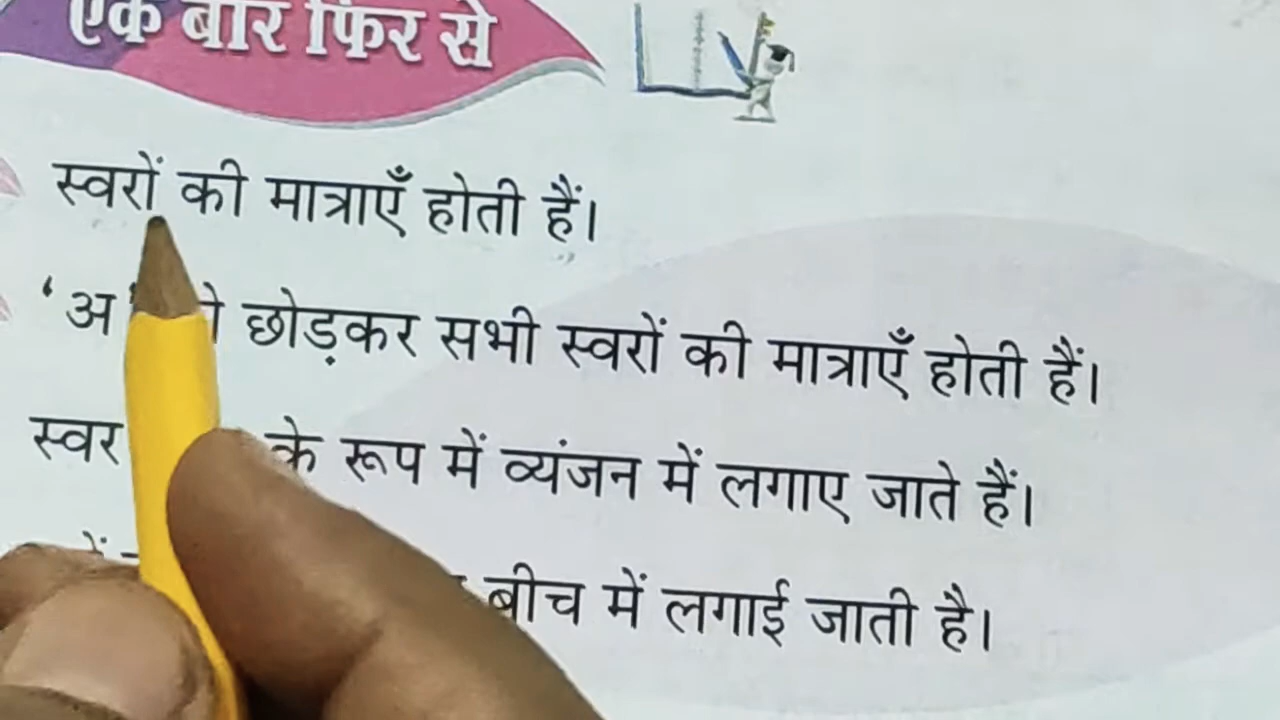 एक बार फिर से
स्वरों की मात्राएँ होती हैं।
'अ' छोड़कर सभी स्वरों की मात्राएँ होती हैं।
स्वर के रूप में व्यंजन में लगाए जाते हैं।
बीच में लगाई जाती है।